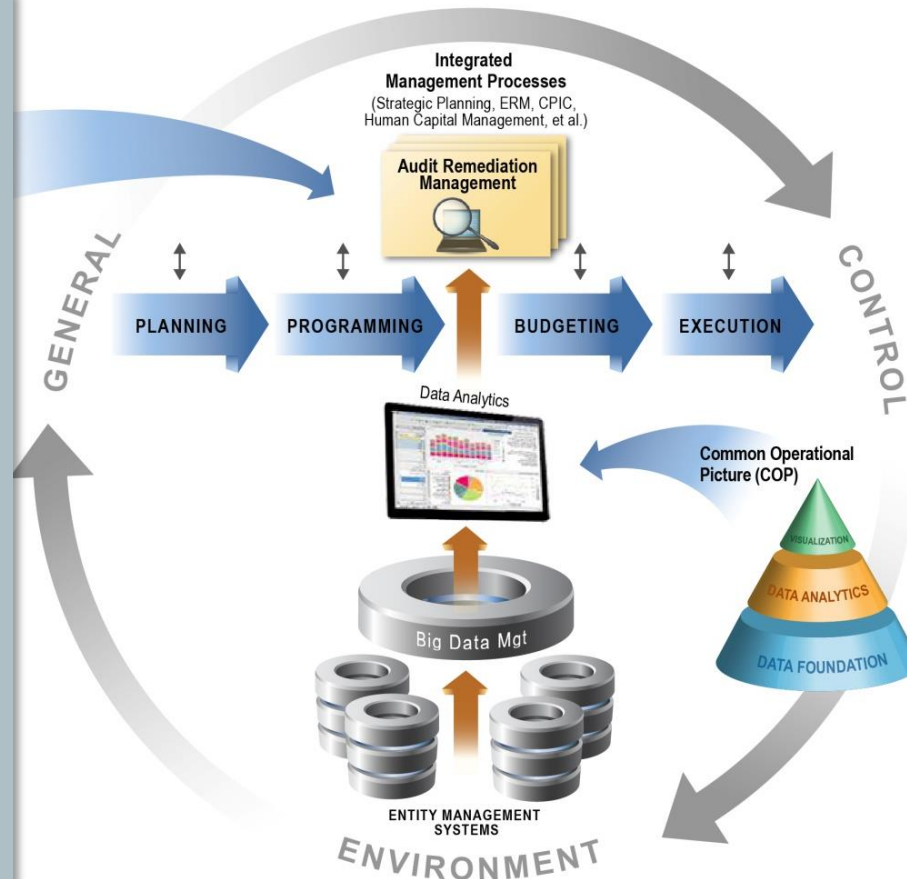 Integrated
Management Processes
(Strategic Planning, ERM, CPIC,
Human Capital Management, et al.)
Audit Remediation
Management
GENERAL
CONTROL
PLANNING
PROGRAMMING
BUDGETING
EXECUTION
Data Analytics
Common Operational
Picture (COP)
VISUALIZATION
DATA ANALYTICS
DATA FOUNDATION
Big Data Mgt
ENTITY MANAGEMENT
SYSTEMS
ENVIRONMENT